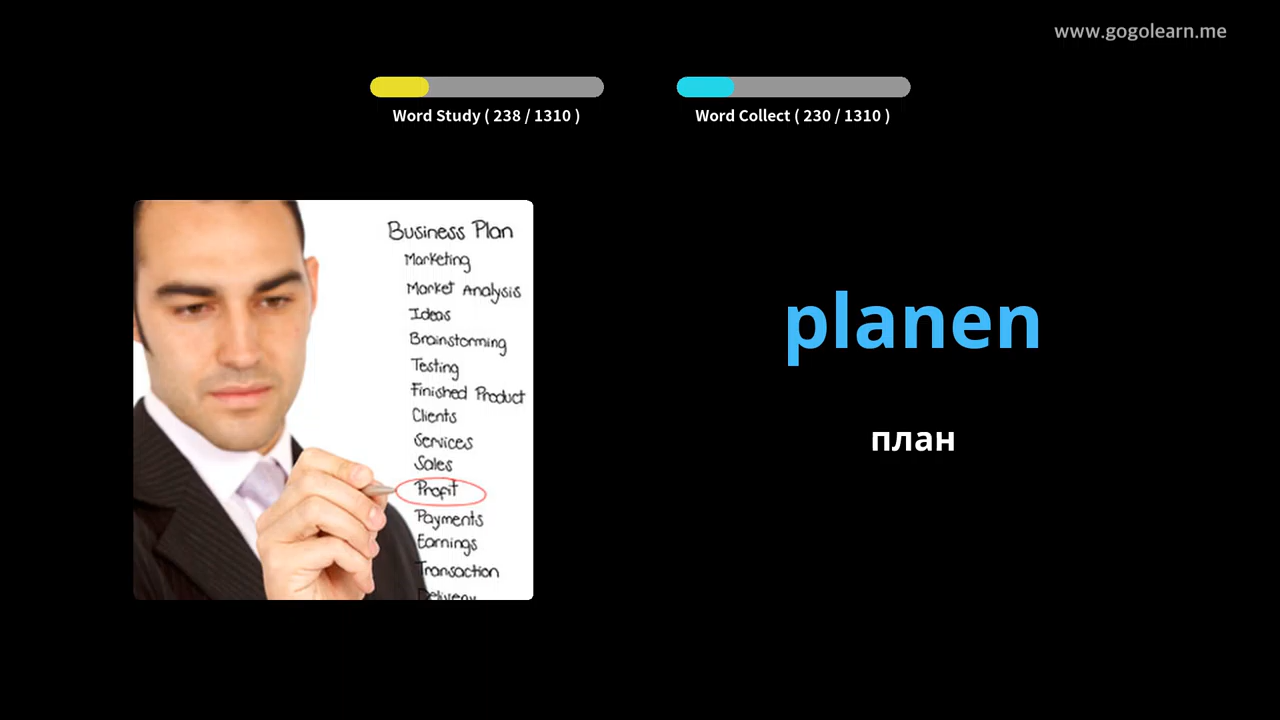 www.gogolearn.me
Word Study ( 238 / 1310 )
Word Collect ( 230 / 1310 )
Business Plan
Marketing
Market Analysis
Ideas
Brainstorming
Testing
Finished Product
Clients
Services
Sales
Profit
Payments
Earnings
Transaction
Delivery
planen
план